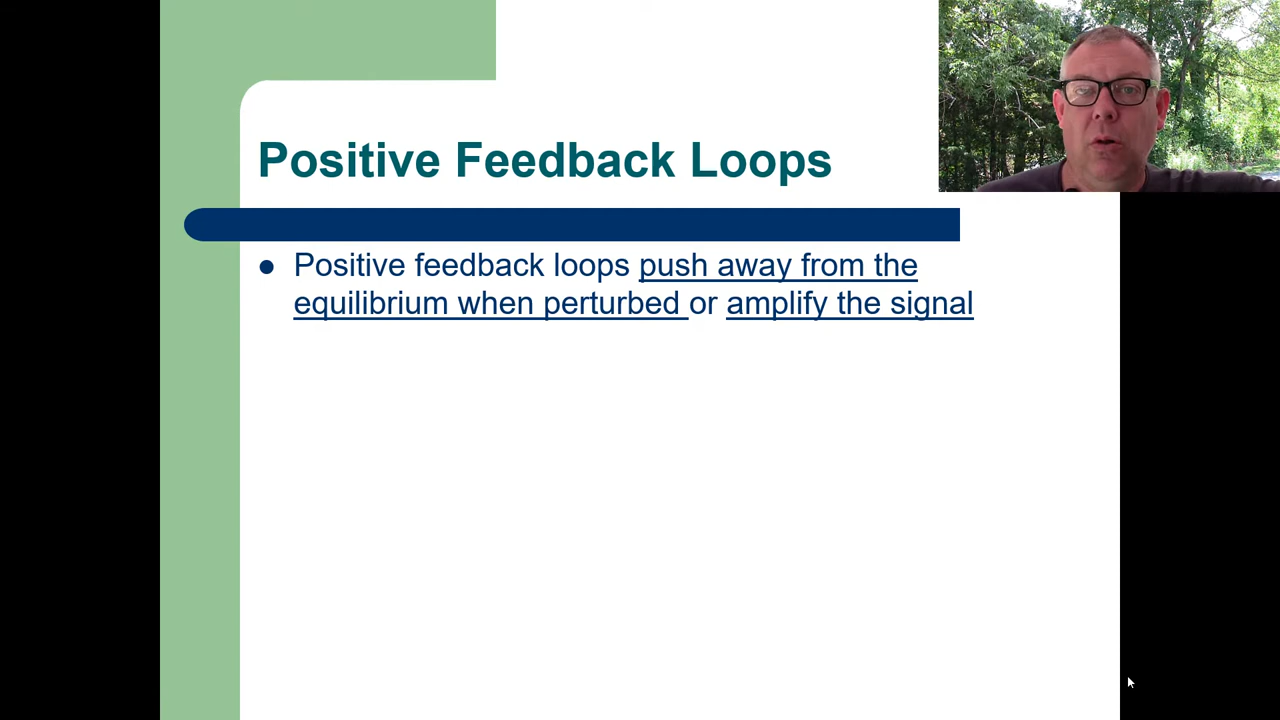 Positive Feedback Loops
Positive feedback loops push away from the
equilibrium when perturbed or amplify the signal